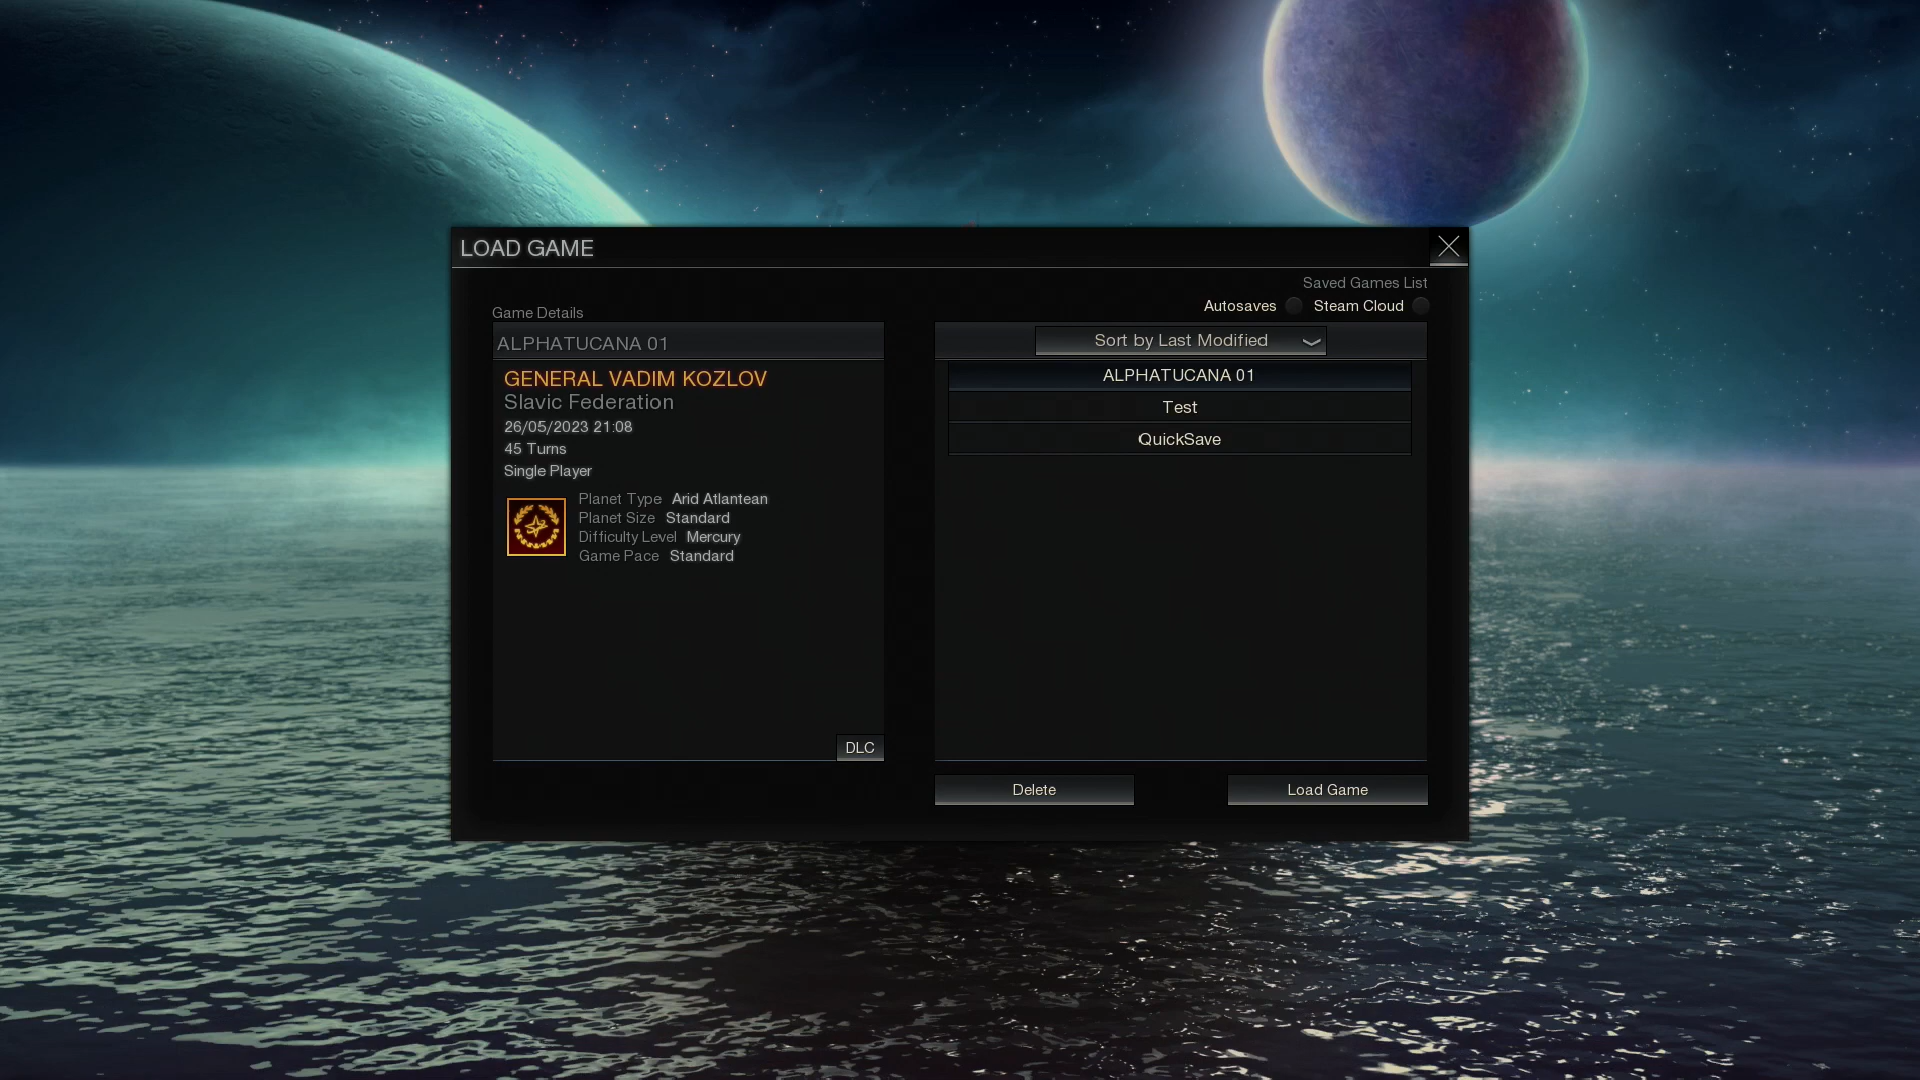 LOAD GAME
Saved Games List
Autosaves Steam Cloud
Game Details
ALPHATUCANA 01
GENERAL VADIM KOZLOV
Slavic Federation
26/05/2023 21:08
45 Turns
Single Player
Planet Type Arid Atlantean
Planet Size Standard
Difficulty Level Mercury
Game Pace Standard
DLC
Sort by Last Modified
ALPHATUCANA 01
Test
QuickSave
Delete
Load Game